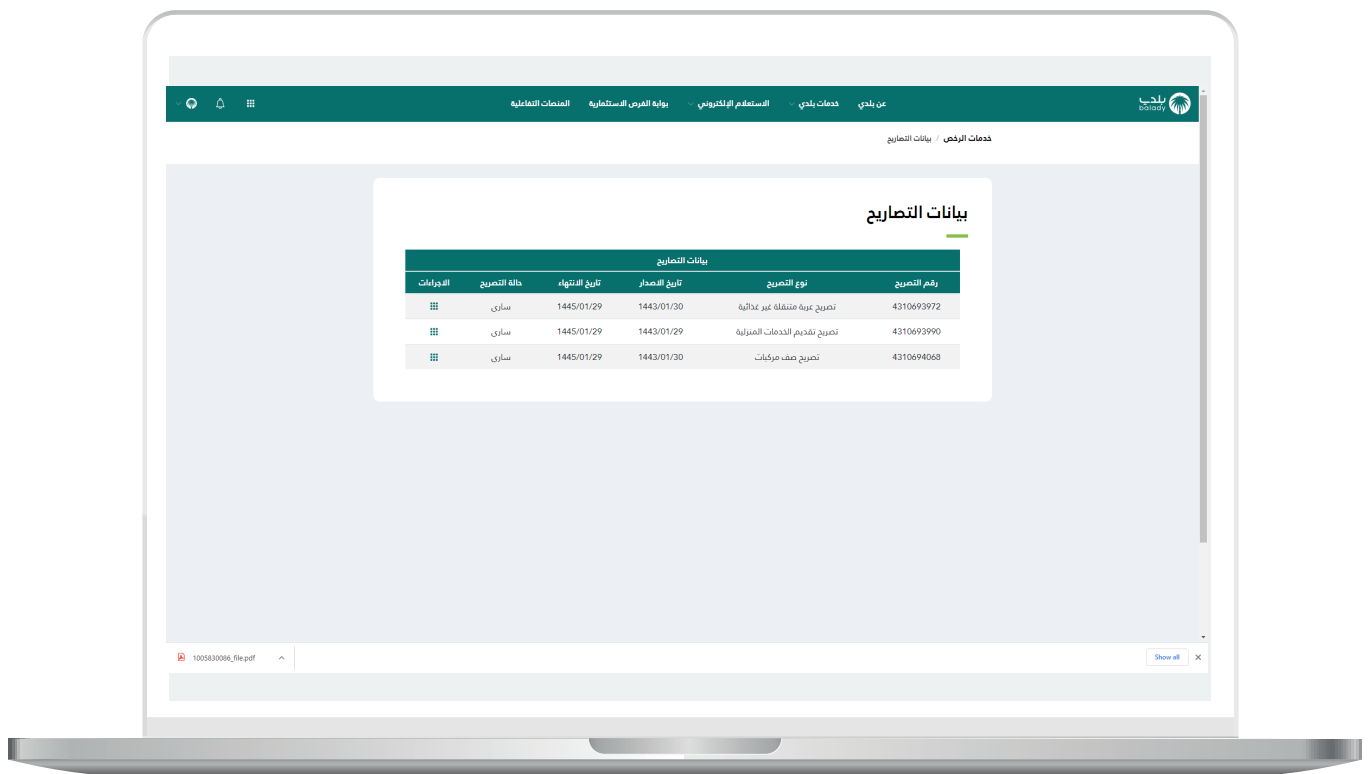 بلدي
balady
عن بلدي خدمات بلدي الاستعلام الإلكتروني بوابة الفرص الاستثمارية المنصات التفاعلية
خدمات الرخص / بيانات التصاريح
بيانات التصاريح
بيانات التصاريح
رقم التصريح نوع التصريح تاريخ الاصدار تاريخ الانتهاء حالة التصريح الاجراءات
4310693972 تصريح عربة متنقلة غير غذائية 1443/01/30 1445/01/29 سارى
4310693990 تصريح تقديم الخدمات المنزلية 1443/01/29 1445/01/29 سارى
4310694068 تصريح صف مركبات 1443/01/30 1445/01/29 سارى
1005830086_file.pdf Show all